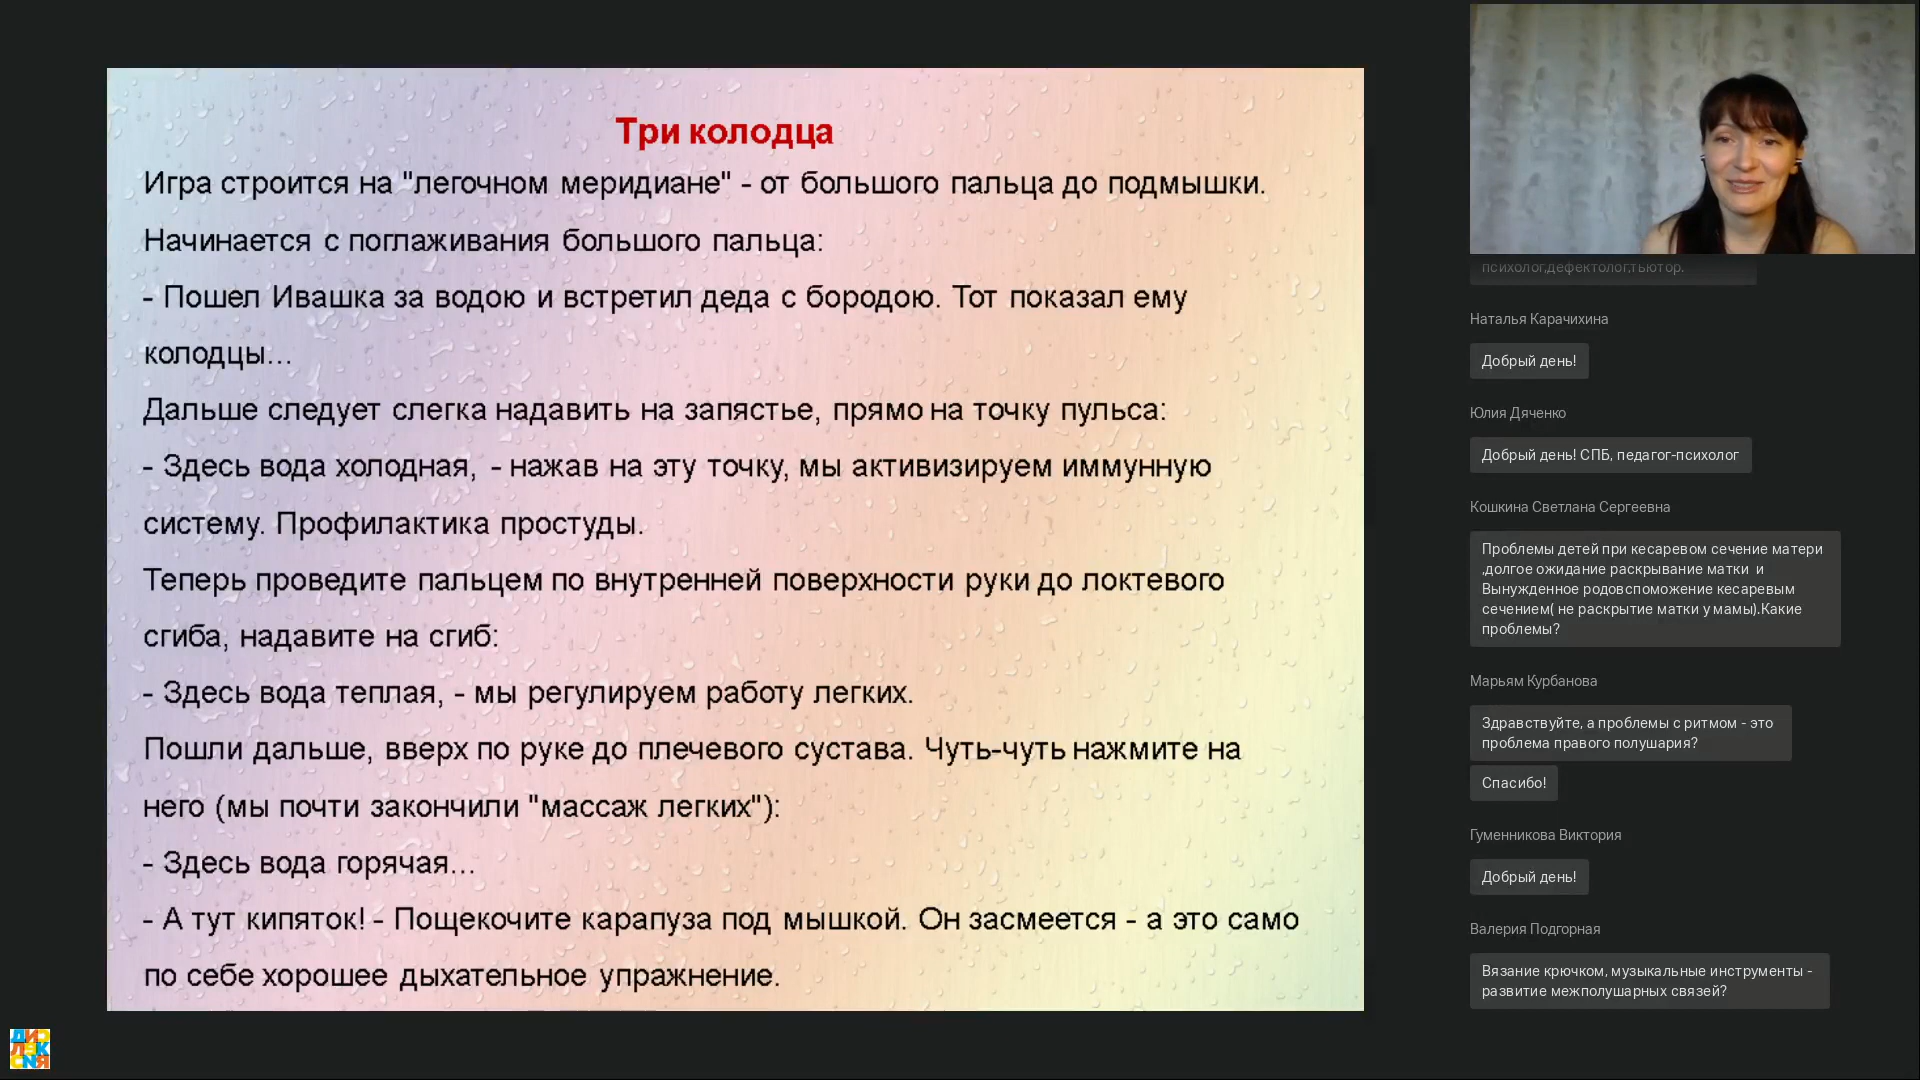 Три колодца
Игра строится на "легочном меридиане" - от большого пальца до подмышки.
Начинается с поглаживания большого пальца:
- Пошел Ивашка за водою и встретил деда с бородою. Тот показал ему
колодцы...
Дальше следует слегка надавить на запястье, прямо на точку пульса:
- Здесь вода холодная, - нажав на эту точку, мы активизируем иммунную
систему. Профилактика простуды.
Теперь проведите пальцем по внутренней поверхности руки до локтевого
сгиба, надавите на сгиб:
- Здесь вода теплая, - мы регулируем работу легких.
Пошли дальше, вверх по руке до плечевого сустава. Чуть-чуть нажмите на
него (мы почти закончили "массаж легких"):
- Здесь вода горячая...
- А тут кипяток! - Пощекочите карапуза под мышкой. Он засмеется - а это само
по себе хорошее дыхательное упражнение.
психолог,дефектолог,тьютор.
Наталья Карачихина
Добрый день!
Юлия Дяченко
Добрый день! СПБ, педагог-психолог
Кошкина Светлана Сергеевна
Проблемы детей при кесаревом сечение матери
,долгое ожидание раскрывание матки и
Вынужденное родовспоможение кесаревым
сечением( не раскрытие матки у мамы).Какие
проблемы?
Марьям Курбанова
Здравствуйте, а проблемы с ритмом - это
проблема правого полушария?
Спасибо!
Гуменникова Виктория
Добрый день!
Валерия Подгорная
Вязание крючком, музыкальные инструменты -
развитие межполушарных связей?
ДИС
ЛЕК
СИЯ